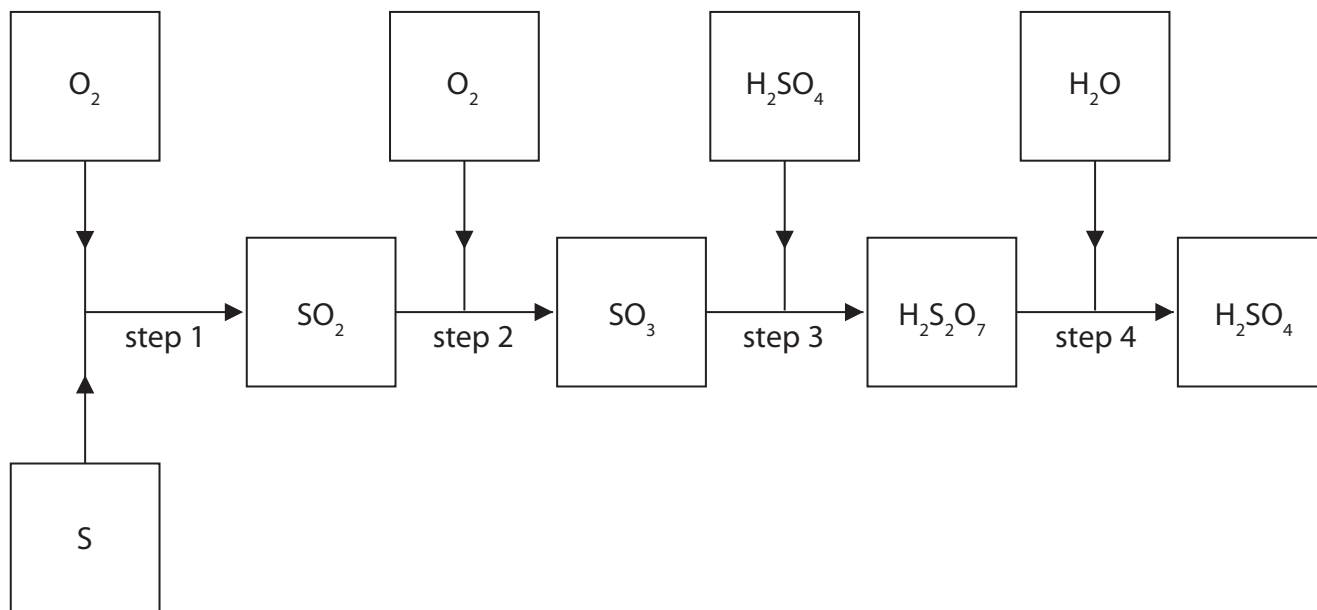 O₂ O₂ H₂SO₄ H₂O
SO₂ SO₃ H₂S₂O₇ H₂SO₄
step 1 step 2 step 3 step 4
S